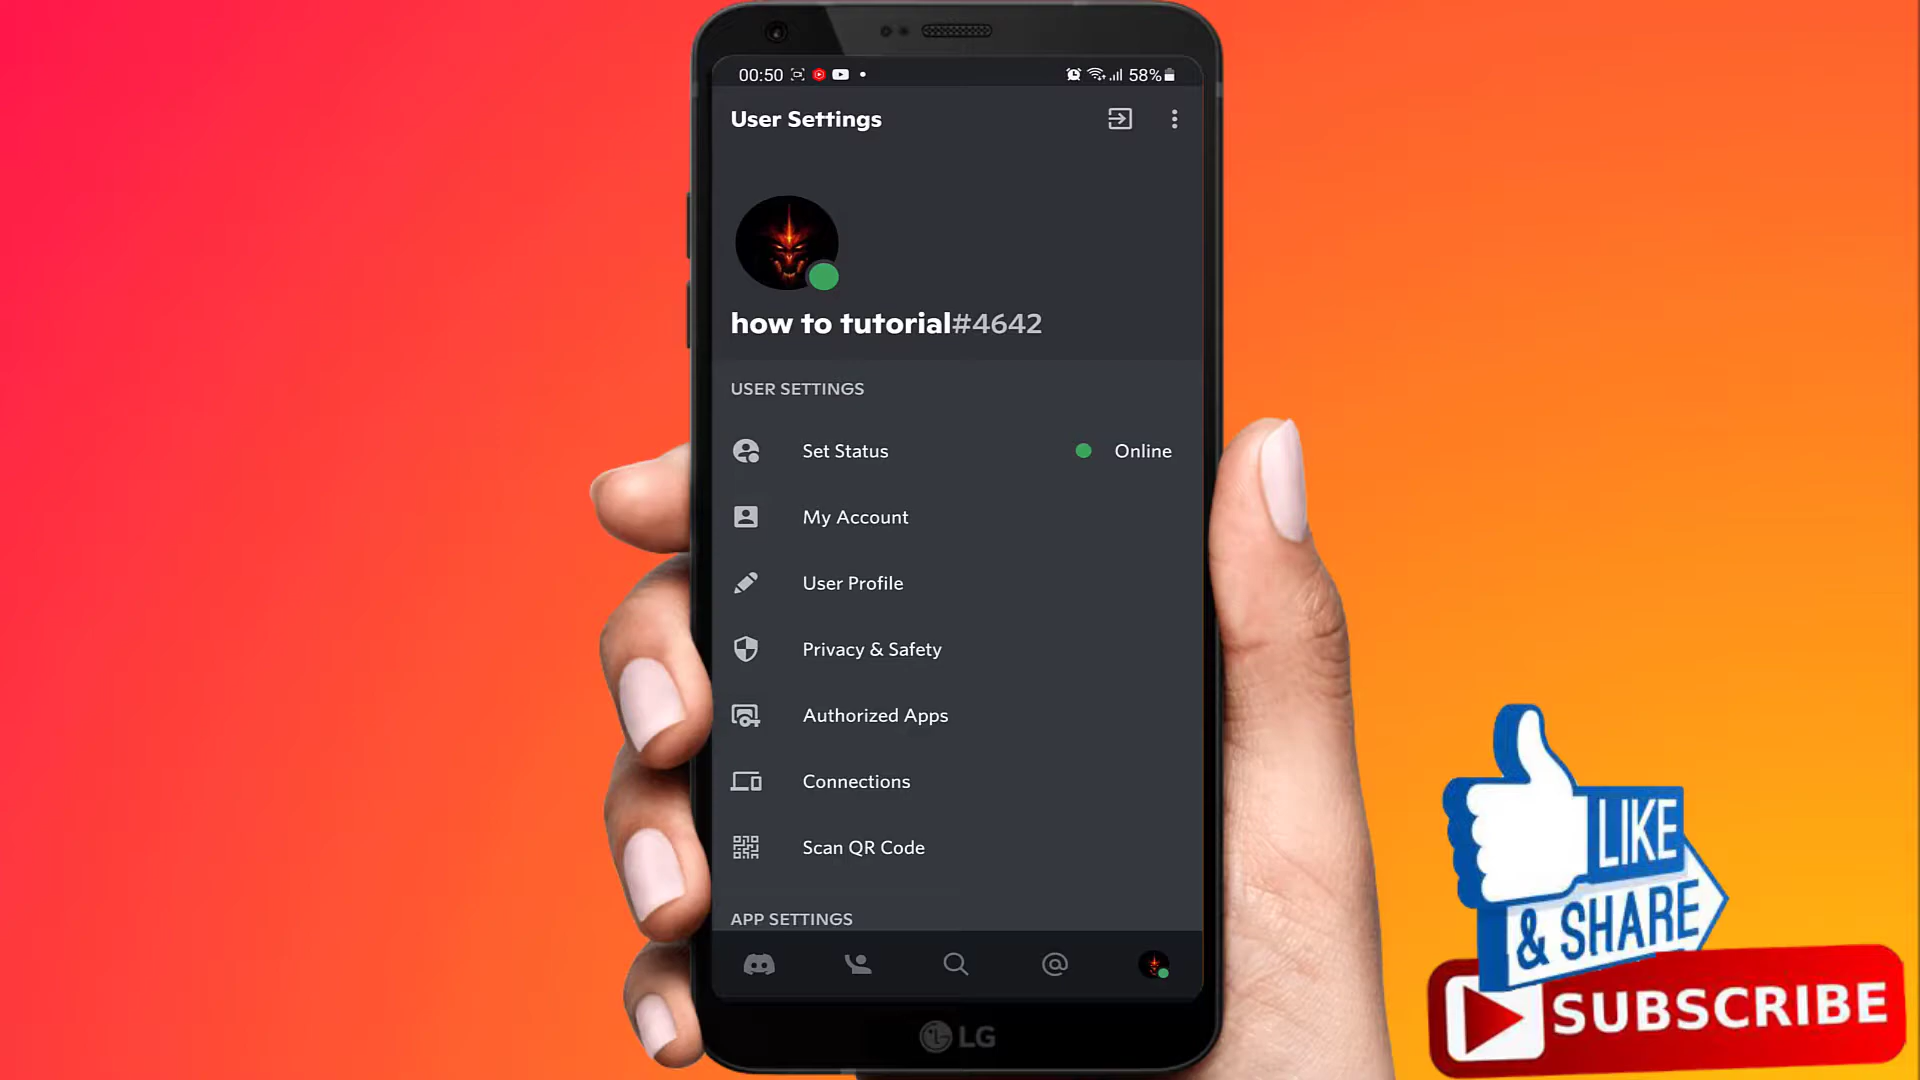 00:50
58%
User Settings
how to tutorial#4642
USER SETTINGS
Set Status
Online
My Account
User Profile
Privacy & Safety
Authorized Apps
Connections
Scan QR Code
APP SETTINGS
@
LG
LIKE
& SHARE
SUBSCRIBE